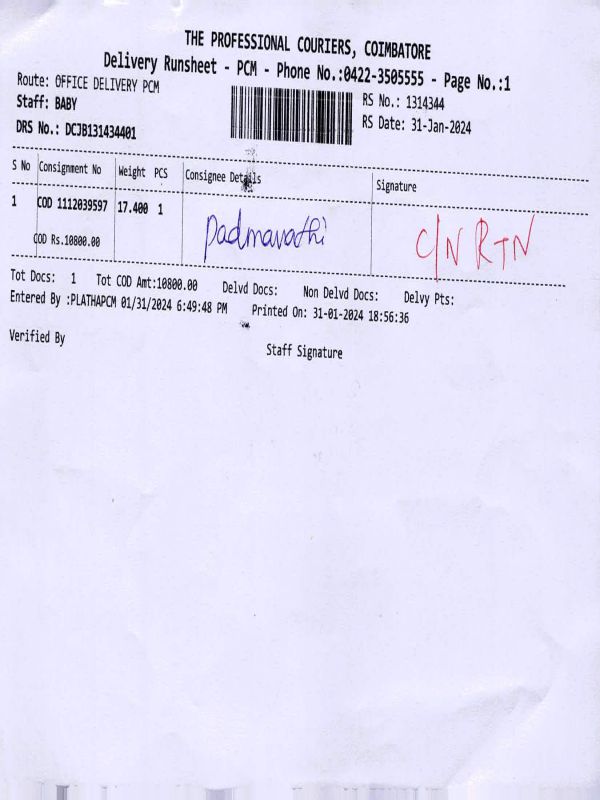 THE PROFESSIONAL COURIERS, COIMBATORE
Delivery Runsheet - PCM - Phone No.:0422-3505555 - Page No.:1
Route: OFFICE DELIVERY PCM
RS No.: 1314344
Staff: BABY
RS Date: 31-Jan-2024
DRS No.: DCJB131434401
S No Consignment No Weight PCS Consignee Details Signature
1 COD 1112039597 17.400 1 Padmavathi C/N RTN
COD Rs.10800.00
Tot Docs: 1 Tot COD Amt:10800.00 Delvd Docs: Non Delvd Docs: Delvy Pts:
Entered By :PLATHAPCM 01/31/2024 6:49:48 PM Printed On: 31-01-2024 18:56:36
Verified By Staff Signature